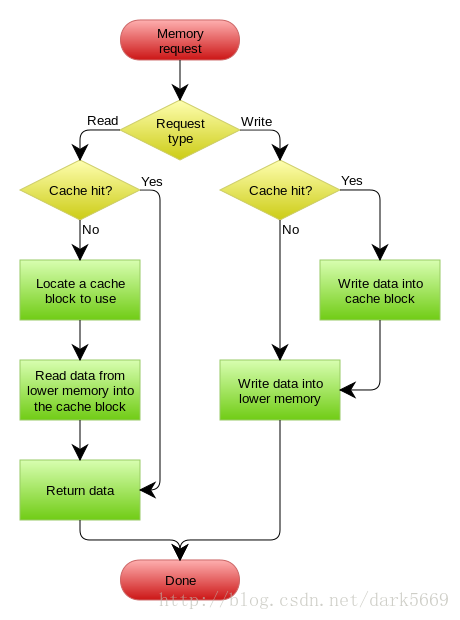 Memory
request
Request
type
Read
Write
Cache hit?
Yes
No
Cache hit?
Yes
No
Locate a cache
block to use
Write data into
cache block
Read data from
lower memory into
the cache block
Write data into
lower memory
Return data
Done
http://blog.csdn.net/dark5669